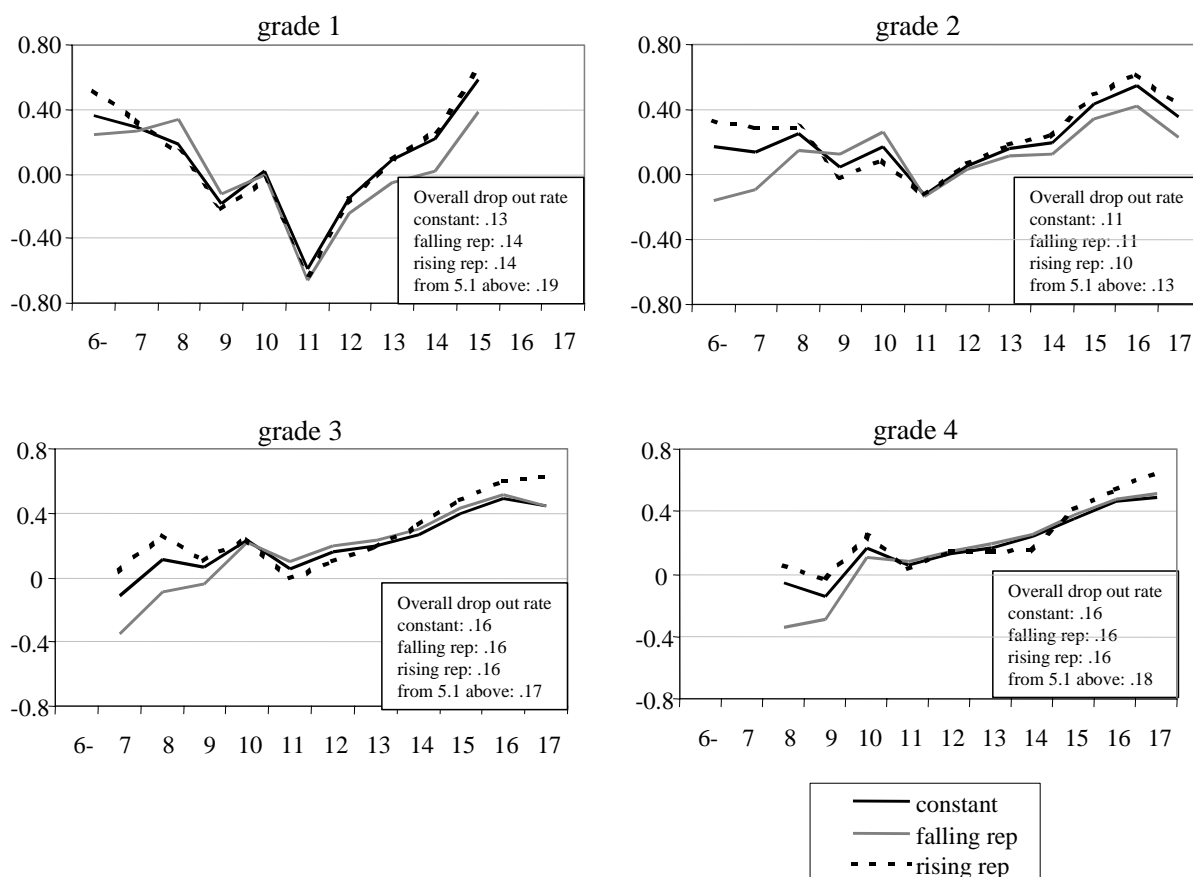 grade 1
0.80
0.40
0.00
-0.40
-0.80
Overall drop out rate
constant: .13
falling rep: .14
rising rep: .14
from 5.1 above: .19
6- 7 8 9 10 11 12 13 14 15 16 17
grade 2
0.80
0.40
0.00
-0.40
-0.80
Overall drop out rate
constant: .11
falling rep: .11
rising rep: .10
from 5.1 above: .13
6- 7 8 9 10 11 12 13 14 15 16 17
grade 3
0.8
0.4
0
-0.4
-0.8
Overall drop out rate
constant: .16
falling rep: .16
rising rep: .16
from 5.1 above: .17
6- 7 8 9 10 11 12 13 14 15 16 17
grade 4
0.8
0.4
0
-0.4
-0.8
Overall drop out rate
constant: .16
falling rep: .16
rising rep: .16
from 5.1 above: .18
6- 7 8 9 10 11 12 13 14 15 16 17
constant
falling rep
rising rep